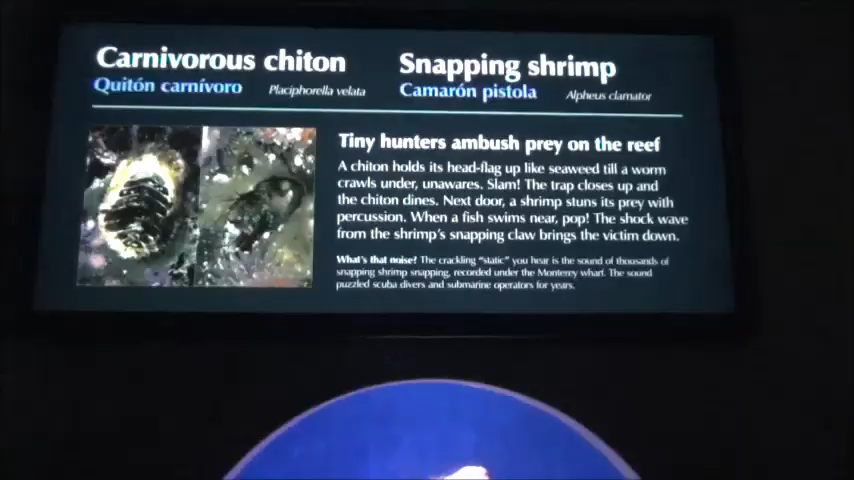 Carnivorous chiton
Quitón carnívoro Placiphorella velata
Snapping shrimp
Camarón pistola Alpheus clamator
Tiny hunters ambush prey on the reef
A chiton holds its head-flag up like seaweed till a worm
crawls under, unawares. Slam! The trap closes up and
the chiton dines. Next door, a shrimp stuns its prey with
percussion. When a fish swims near, pop! The shock wave
from the shrimp's snapping claw brings the victim down.
What's that noise? The crackling "static" you hear is the sound of thousands of
snapping shrimp snapping, recorded under the Monterey wharf. The sound
puzzled scuba divers and submarine operators for years.